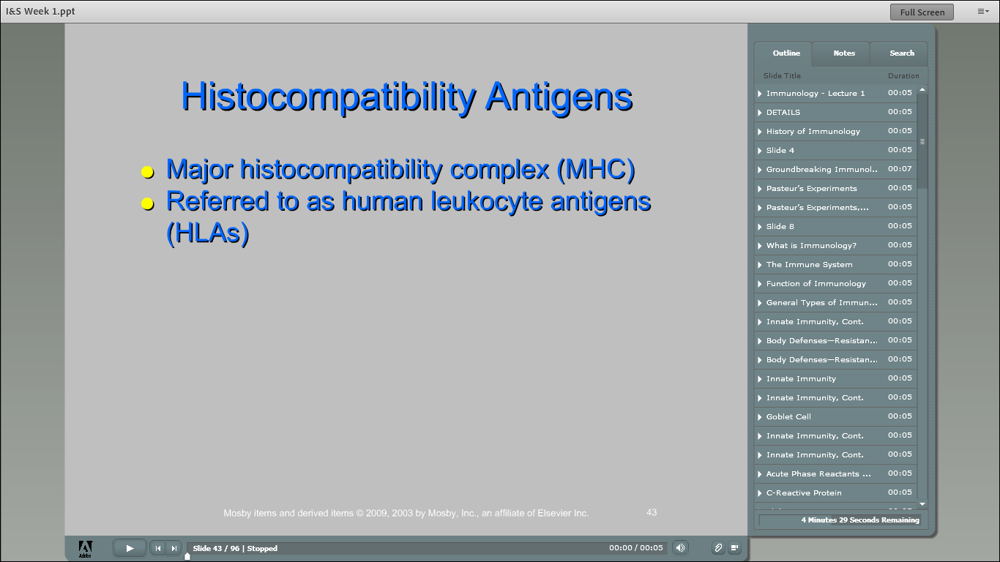 I&S Week 1.ppt
Full Screen
Histocompatibility Antigens
Major histocompatibility complex (MHC)
Referred to as human leukocyte antigens
(HLAs)
Mosby items and derived items © 2009, 2003 by Mosby, Inc., an affiliate of Elsevier Inc.
43
Outline Notes Search
Slide Title Duration
Immunology - Lecture 1 00:05
DETAILS 00:05
History of Immunology 00:05
Slide 4 00:05
Groundbreaking Immunol.. 00:07
Pasteur’s Experiments 00:05
Pasteur’s Experiments,... 00:05
Slide 8 00:05
What is Immunology? 00:05
The Immune System 00:05
Function of Immunology 00:05
General Types of Immun... 00:05
Innate Immunity, Cont. 00:05
Body Defenses—Resistan... 00:05
Body Defenses—Resistan... 00:05
Innate Immunity 00:05
Innate Immunity, Cont. 00:05
Goblet Cell 00:05
Innate Immunity, Cont. 00:05
Innate Immunity, Cont. 00:05
Acute Phase Reactants ... 00:05
C-Reactive Protein 00:05
4 Minutes 29 Seconds Remaining
Adobe
Slide 43 / 96 | Stopped
00:00 / 00:05